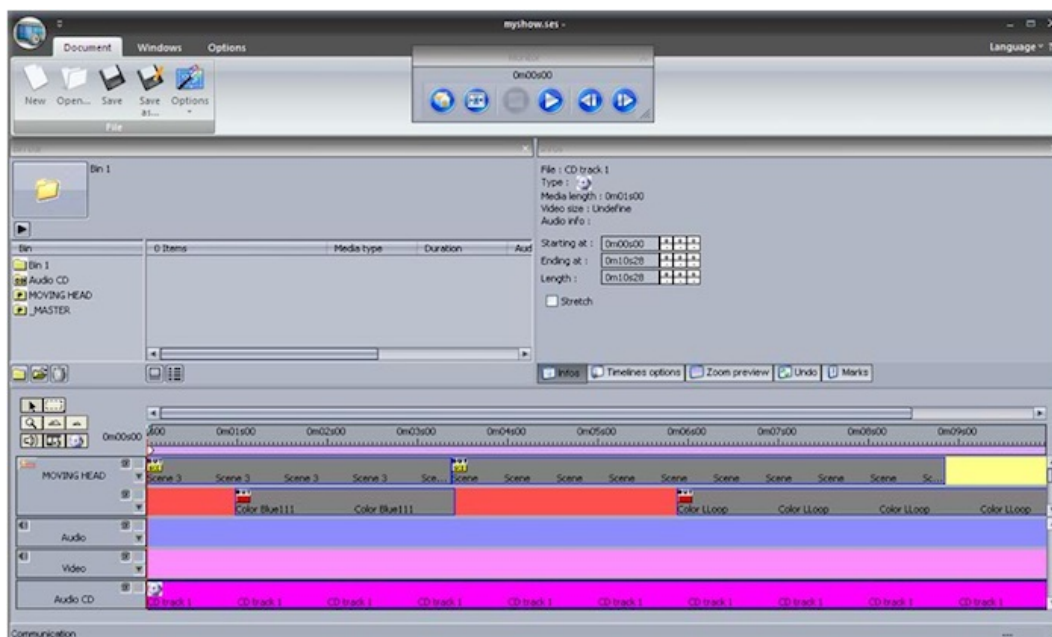 myshow.ses -
Document Windows Options
Language
Monitor
0m00s00
New Open... Save Save as... Options
File
Bin 1
File : CD track 1
Type :
Media length : 0m01s00
Video size : Undefine
Audio info :
Bin 0 Items Media type Duration Aud
Starting at : 0m00s00
Ending at : 0m10s28
Length : 0m10s28
Stretch
Bin 1
Audio CD
MOVING HEAD
_MASTER
Infos Timelines options Zoom preview Undo Marks
0m00s00 0m01s00 0m02s00 0m03s00 0m04s00 0m05s00 0m06s00 0m07s00 0m08s00 0m09s00
MOVING HEAD Scene 3 Scene 3 Scene 3 Scene 3 Sce... Scene Scene Scene Scene Scene Scene Scene Scene Sc...
Color Blue111 Color Blue111 Color LLoop Color LLoop Color LLoop Color LLoop
Audio
Video
Audio CD CD track 1 CD track 1 CD track 1 CD track 1 CD track 1 CD track 1 CD track 1 CD track 1 CD track 1 CD track 1
Communication